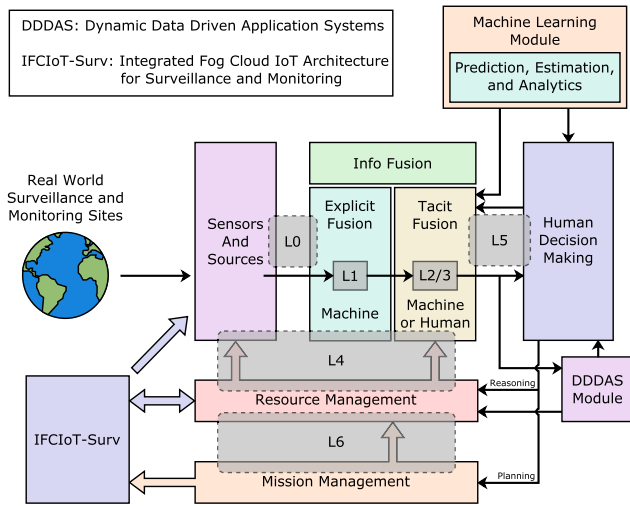 DDDAS: Dynamic Data Driven Application Systems
IFCIoT-Surv: Integrated Fog Cloud IoT Architecture
for Surveillance and Monitoring
Machine Learning
Module
Prediction, Estimation,
and Analytics
Real World
Surveillance and
Monitoring Sites
Sensors
And
Sources
L0
Info Fusion
Explicit
Fusion
L1
Machine
Tacit
Fusion
L2/3
Machine
or Human
L5
Human
Decision
Making
L4
DDDAS
Module
Reasoning
Resource Management
IFCIoT-Surv
L6
Planning
Mission Management